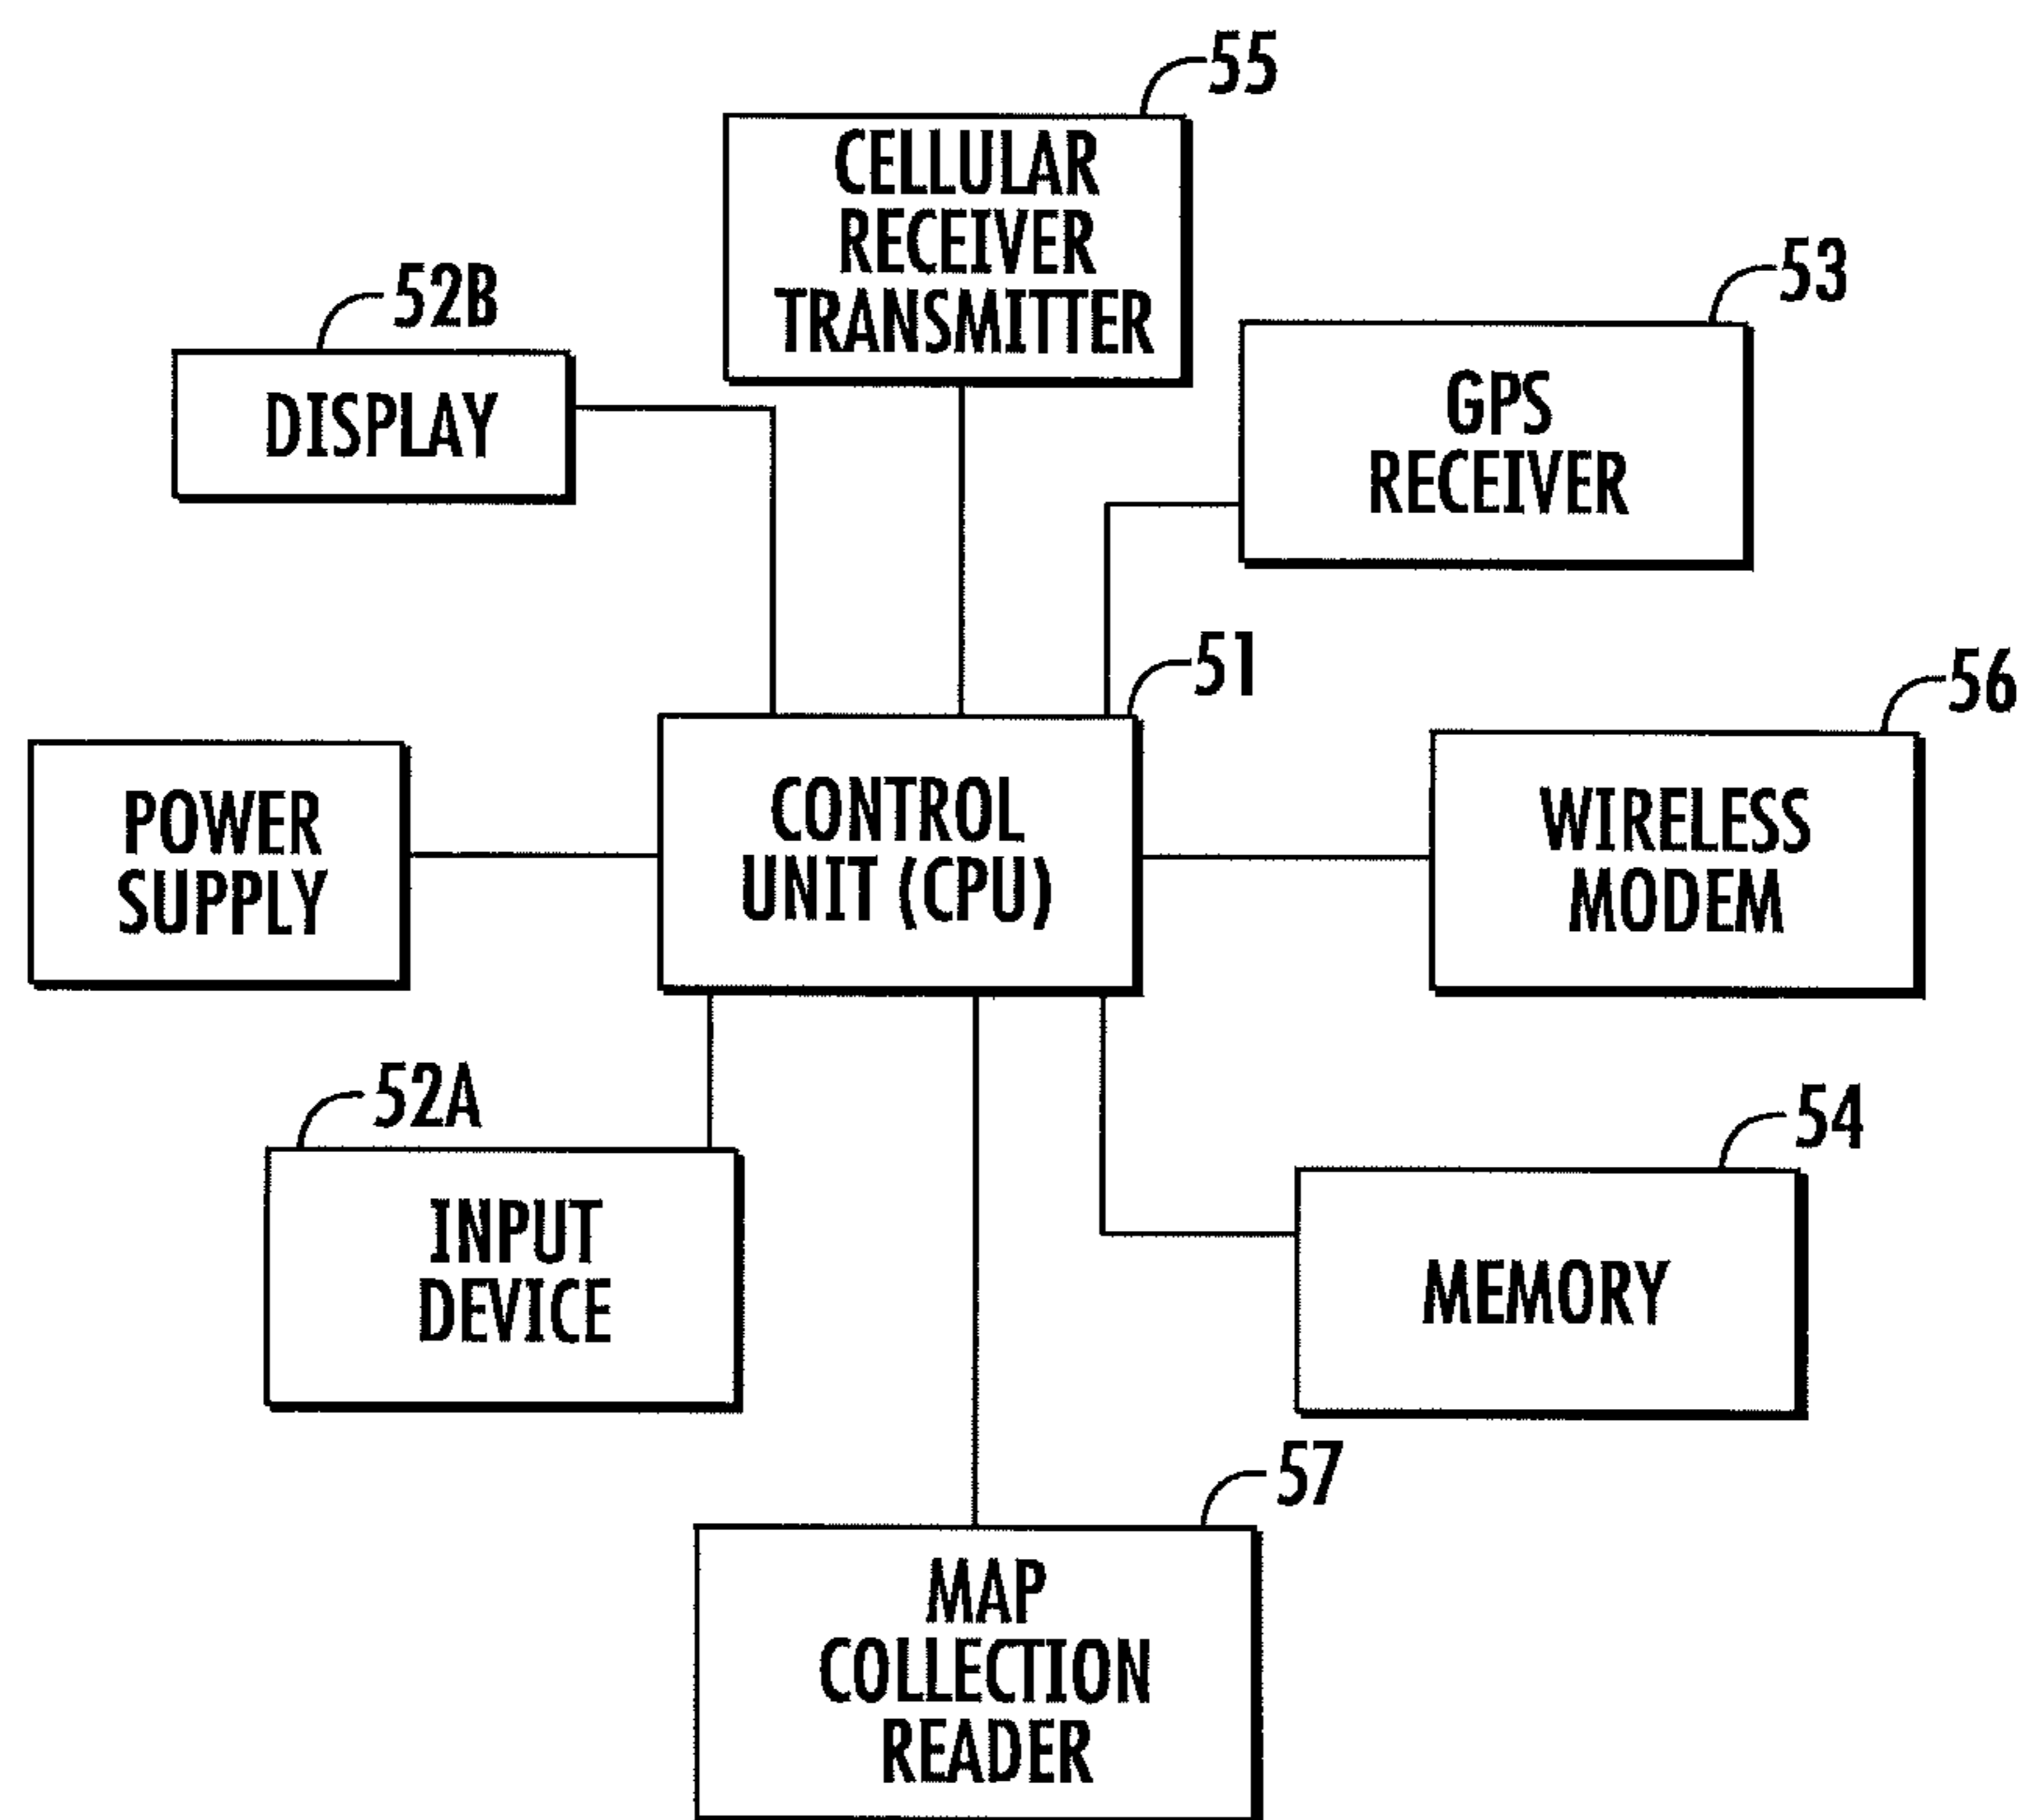 55
CELLULAR
RECEIVER
TRANSMITTER
52B
DISPLAY
53
GPS
RECEIVER
51
CONTROL
UNIT (CPU)
56
WIRELESS
MODEM
POWER
SUPPLY
52A
INPUT
DEVICE
54
MEMORY
57
MAP
COLLECTION
READER